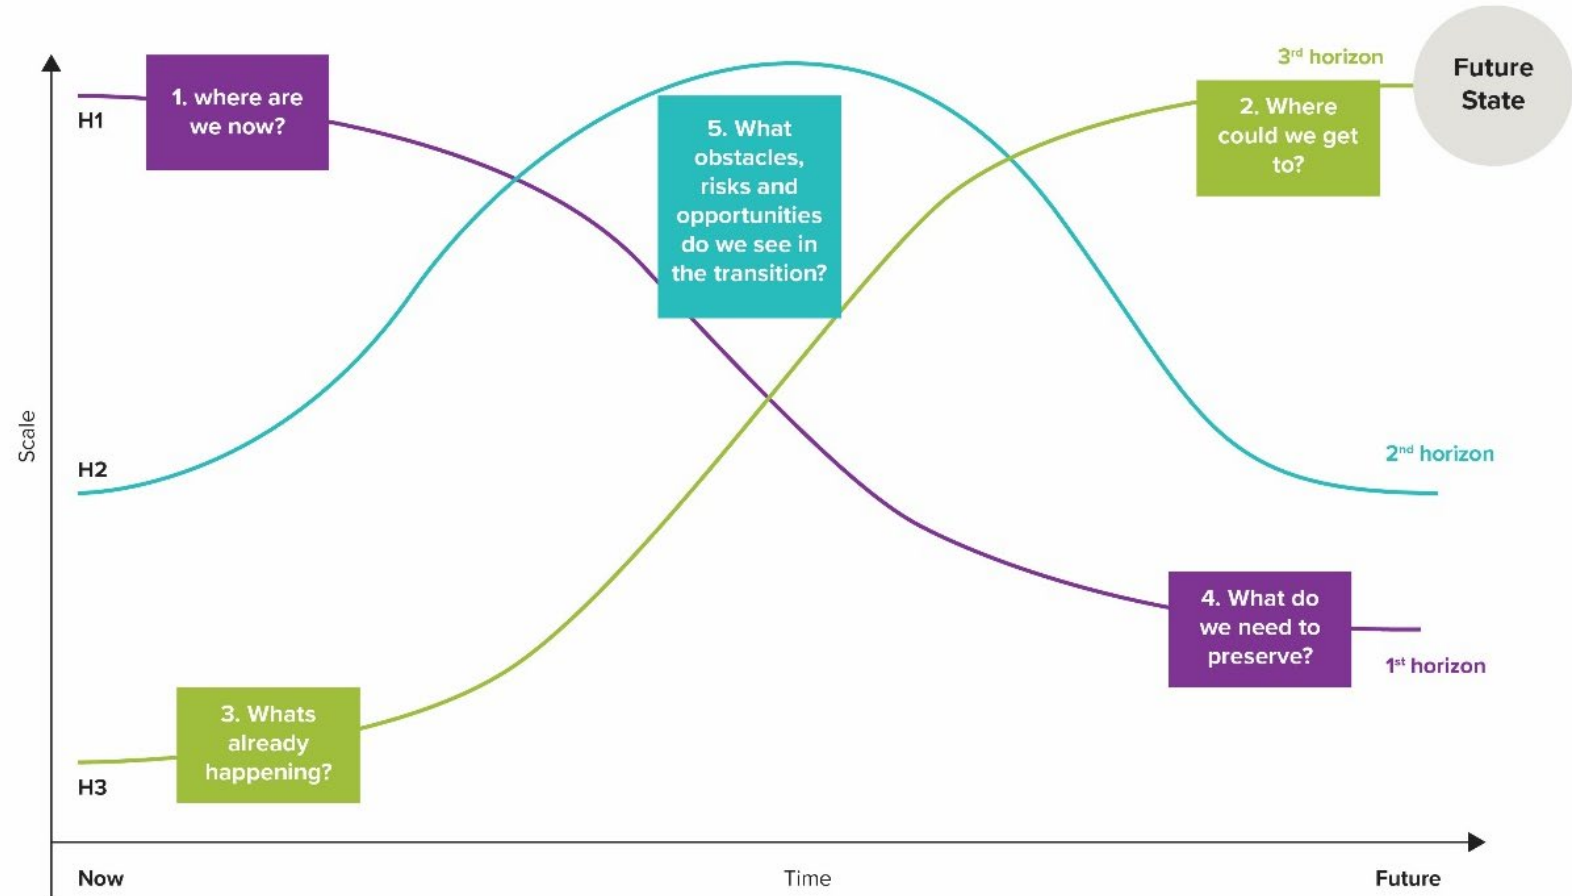 3rd horizon
Future
State
H1
1. where are
we now?
5. What
obstacles,
risks and
opportunities
do we see in
the transition?
2. Where
could we get
to?
Scale
H2
2nd horizon
4. What do
we need to
preserve?
1st horizon
3. Whats
already
happening?
H3
Now
Time
Future